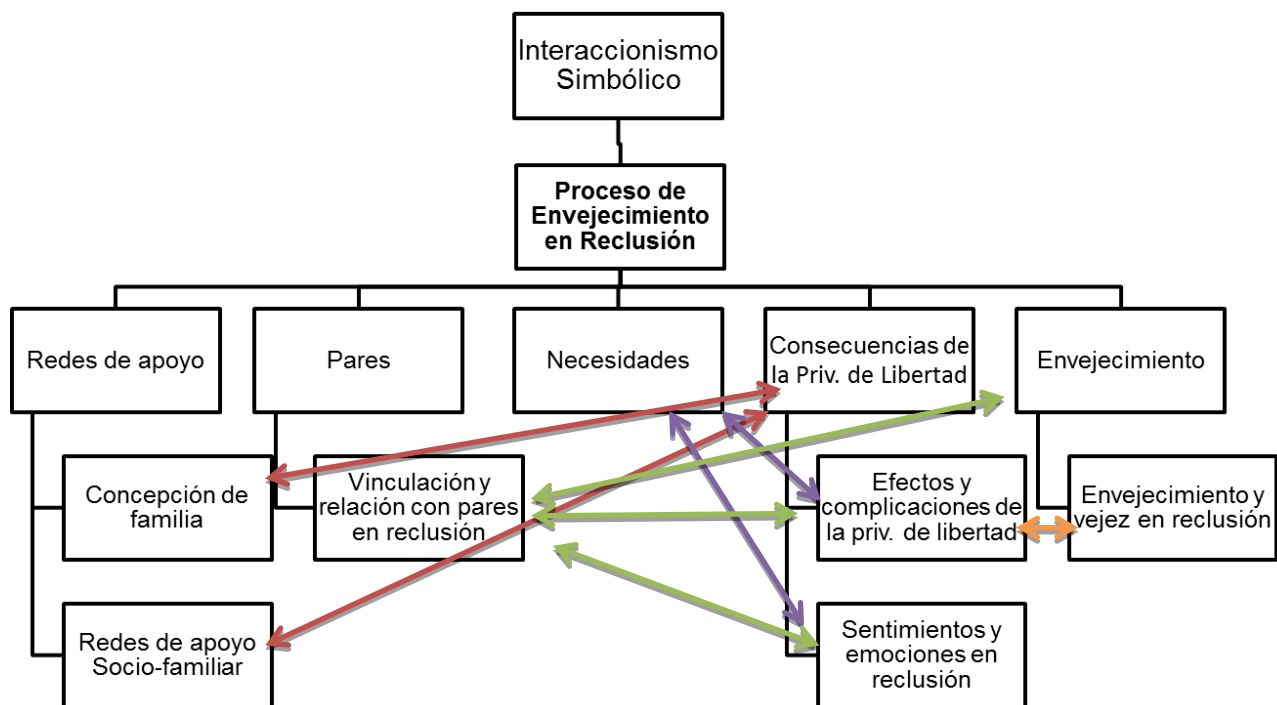 Interaccionismo
Simbólico
Proceso de
Envejecimiento
en Reclusión
Redes de apoyo
Pares
Necesidades
Consecuencias de
la Priv. de Libertad
Envejecimiento
Concepción de
familia
Vinculación y
relación con pares
en reclusión
Efectos y
complicaciones de
la priv. de libertad
Envejecimiento y
vejez en reclusión
Redes de apoyo
Socio-familiar
Sentimientos y
emociones en
reclusión